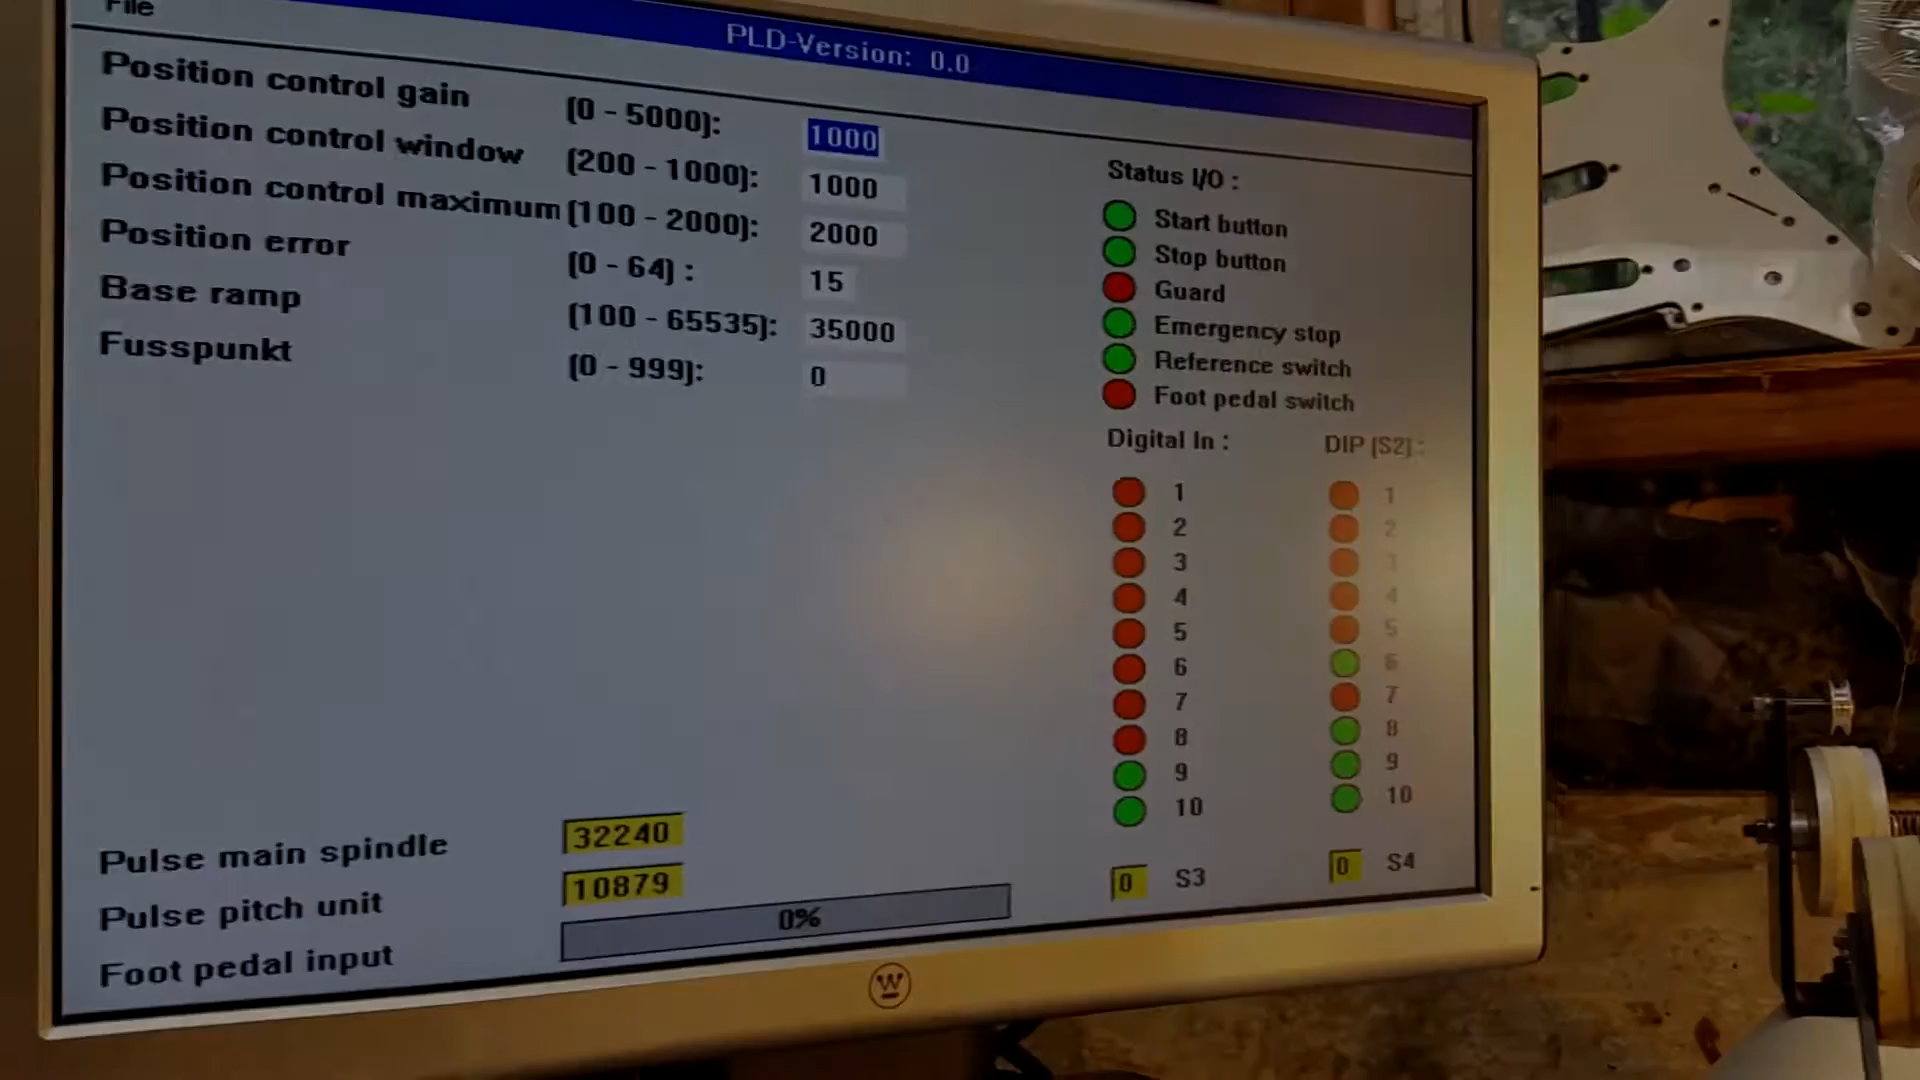 File
PLD-Version: 0.0
Position control gain (0 - 5000): 1000
Position control window (200 - 1000): 1000
Position control maximum (100 - 2000): 2000
Position error (0 - 64) : 15
Base ramp (100 - 65535): 35000
Fusspunkt (0 - 999): 0
Status I/O :
Start button
Stop button
Guard
Emergency stop
Reference switch
Foot pedal switch
Digital In : DIP (S2) :
1 1
2 2
3 3
4 4
5 5
6 6
7 7
8 8
9 9
10 10
0 S3 0 S4
Pulse main spindle 32240
Pulse pitch unit 10879
Foot pedal input 0%
W